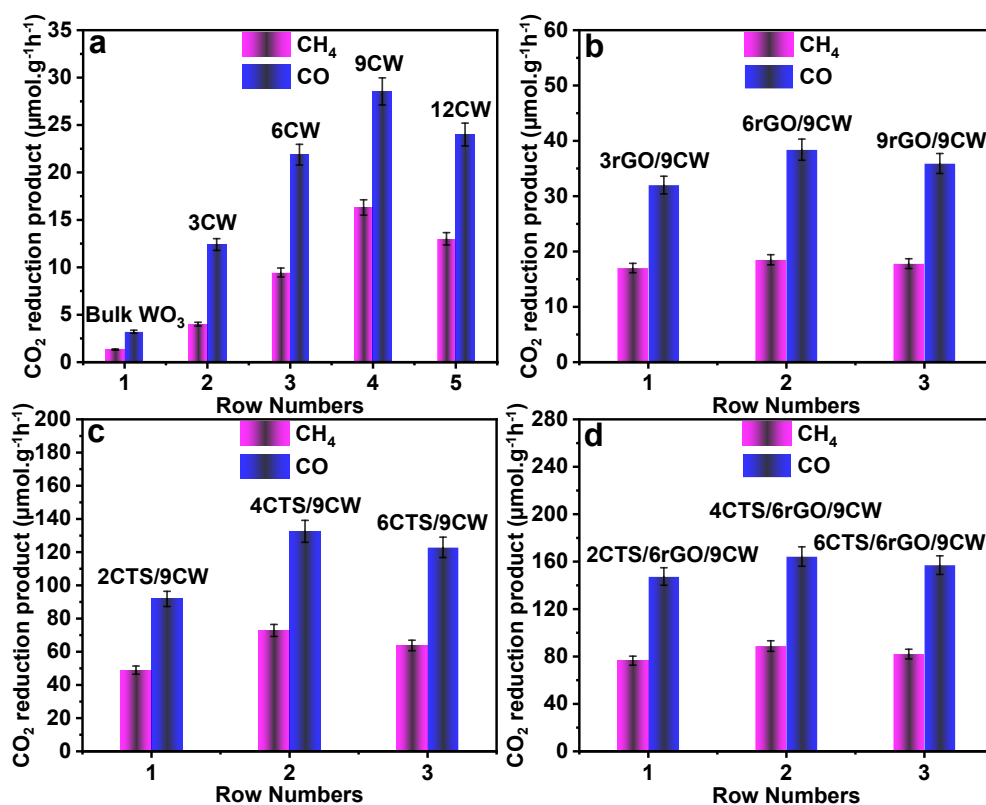 a
CH₄
CO
Bulk WO₃
3CW
6CW
9CW
12CW
CO₂ reduction product (µmol.g⁻¹h⁻¹)
35
30
25
20
15
10
5
0
1 2 3 4 5
Row Numbers
b
CH₄
CO
3rGO/9CW
6rGO/9CW
9rGO/9CW
CO₂ reduction product (µmol.g⁻¹h⁻¹)
60
50
40
30
20
10
0
1 2 3
Row Numbers
c
CH₄
CO
2CTS/9CW
4CTS/9CW
6CTS/9CW
CO₂ reduction product (µmol.g⁻¹h⁻¹)
200
180
160
140
120
100
80
60
40
20
0
1 2 3
Row Numbers
d
CH₄
CO
4CTS/6rGO/9CW
2CTS/6rGO/9CW
6CTS/6rGO/9CW
CO₂ reduction product (µmol.g⁻¹h⁻¹)
280
240
200
160
120
80
40
0
1 2 3
Row Numbers